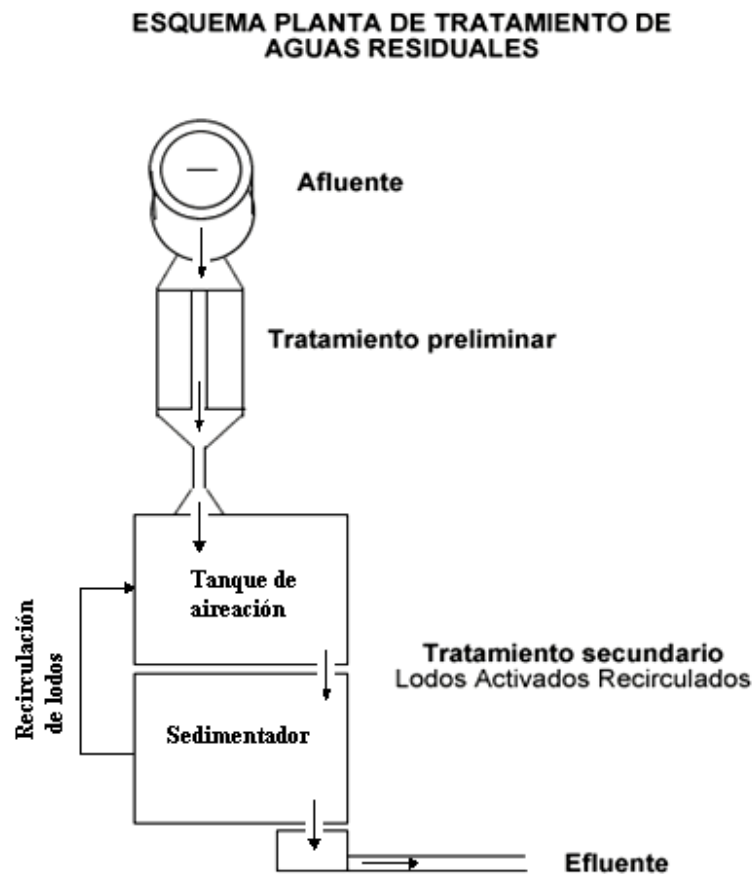 ESQUEMA PLANTA DE TRATAMIENTO DE
AGUAS RESIDUALES
Afluente
Tratamiento preliminar
Tanque de
aireación
Recirculación
de lodos
Tratamiento secundario
Lodos Activados Recirculados
Sedimentador
Efluente